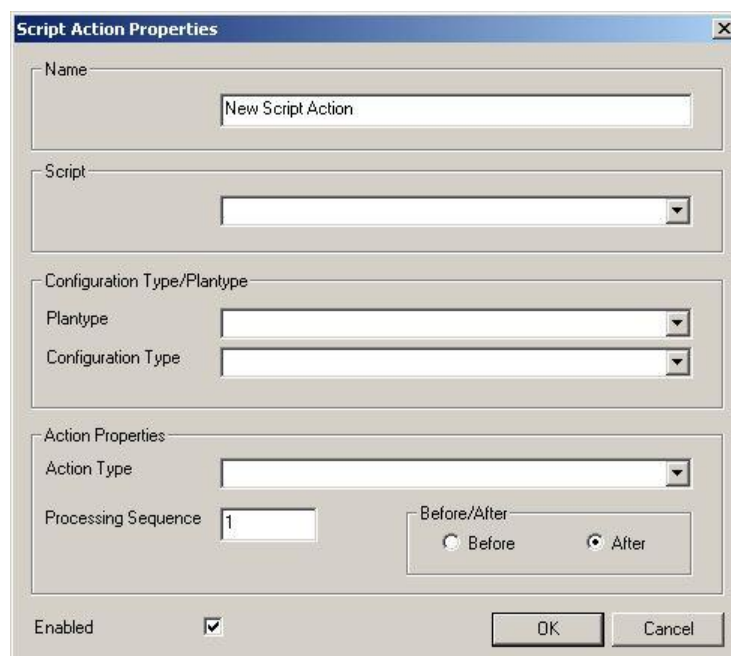 Script Action Properties
Name
New Script Action
Script
Configuration Type/Plantype
Plantype
Configuration Type
Action Properties
Action Type
Processing Sequence 1
Before/After
Before After
Enabled
OK Cancel